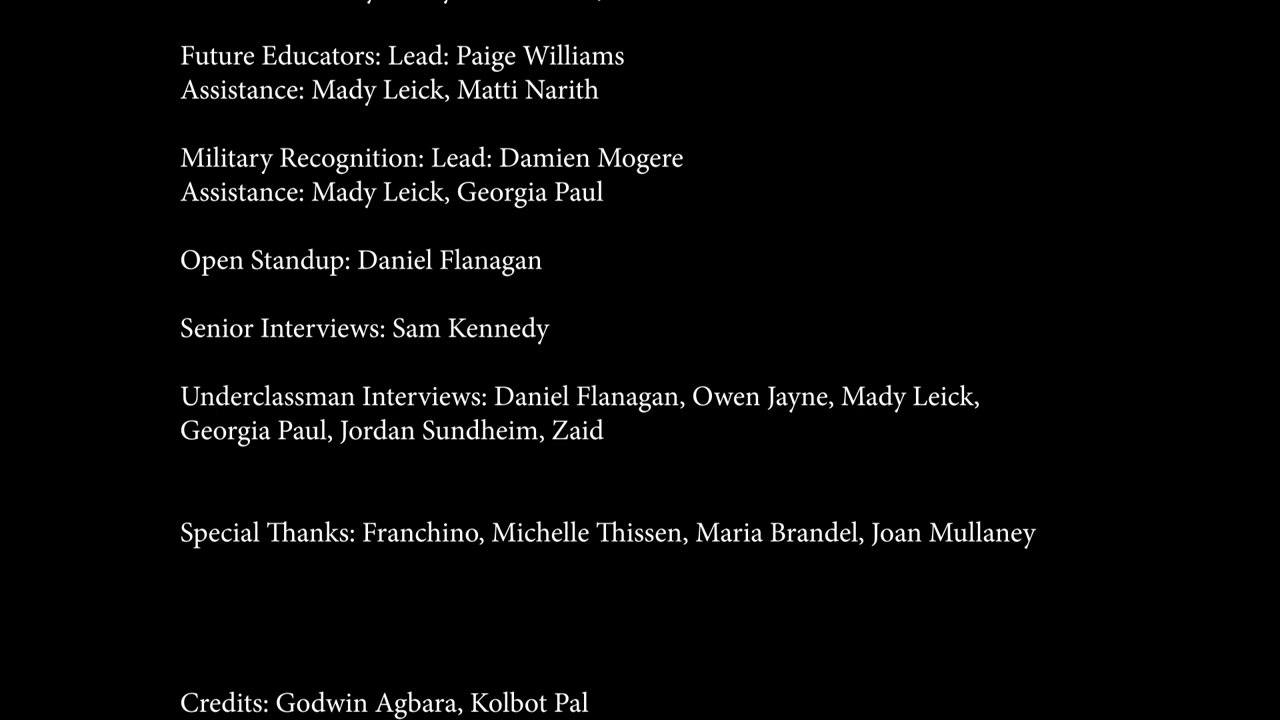 Future Educators: Lead: Paige Williams
Assistance: Mady Leick, Matti Narith
Military Recognition: Lead: Damien Mogere
Assistance: Mady Leick, Georgia Paul
Open Standup: Daniel Flanagan
Senior Interviews: Sam Kennedy
Underclassman Interviews: Daniel Flanagan, Owen Jayne, Mady Leick,
Georgia Paul, Jordan Sundheim, Zaid
Special Thanks: Franchino, Michelle Thissen, Maria Brandel, Joan Mullaney
Credits: Godwin Agbara, Kolbot Pal